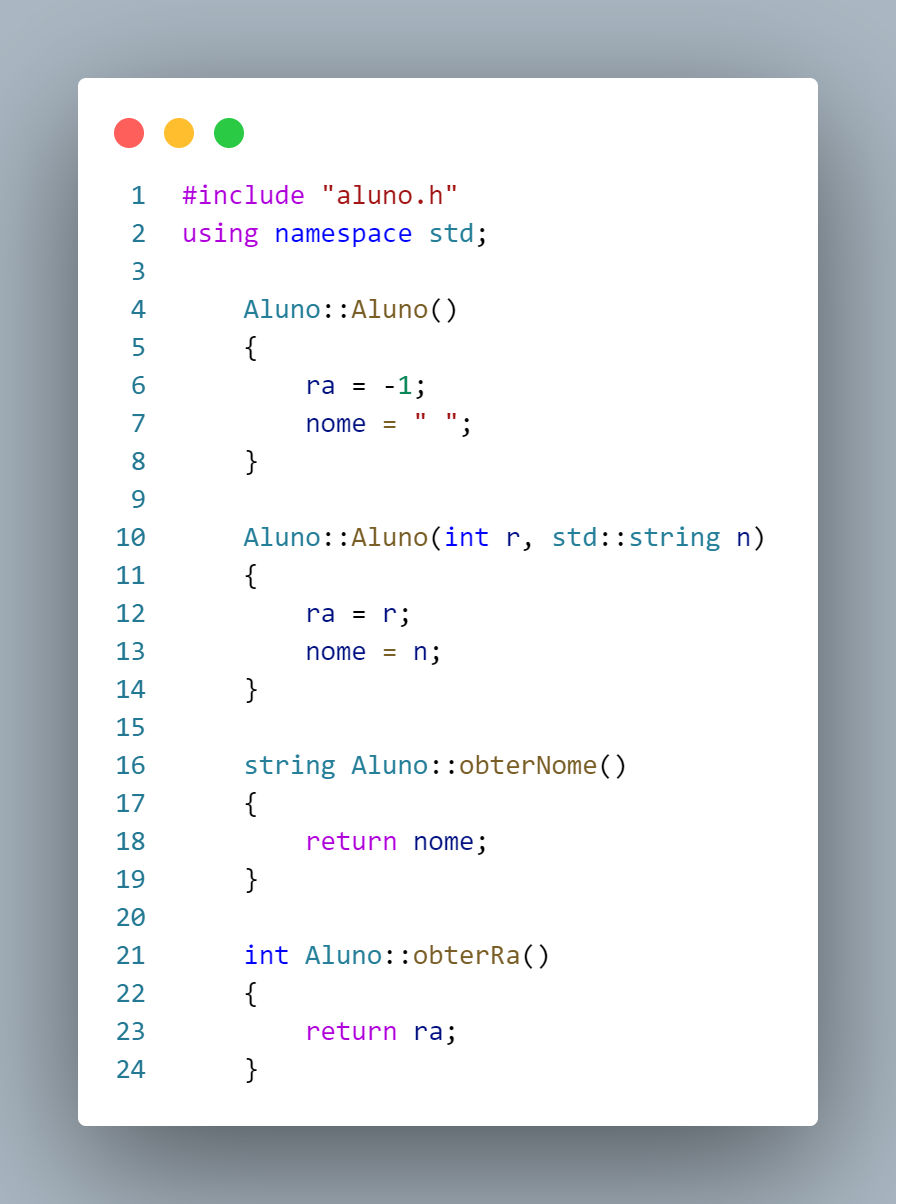 1 #include "aluno.h"
2 using namespace std;
3
4     Aluno::Aluno()
5     {
6         ra = -1;
7         nome = " ";
8     }
9
10     Aluno::Aluno(int r, std::string n)
11     {
12         ra = r;
13         nome = n;
14     }
15
16     string Aluno::obterNome()
17     {
18         return nome;
19     }
20
21     int Aluno::obterRa()
22     {
23         return ra;
24     }